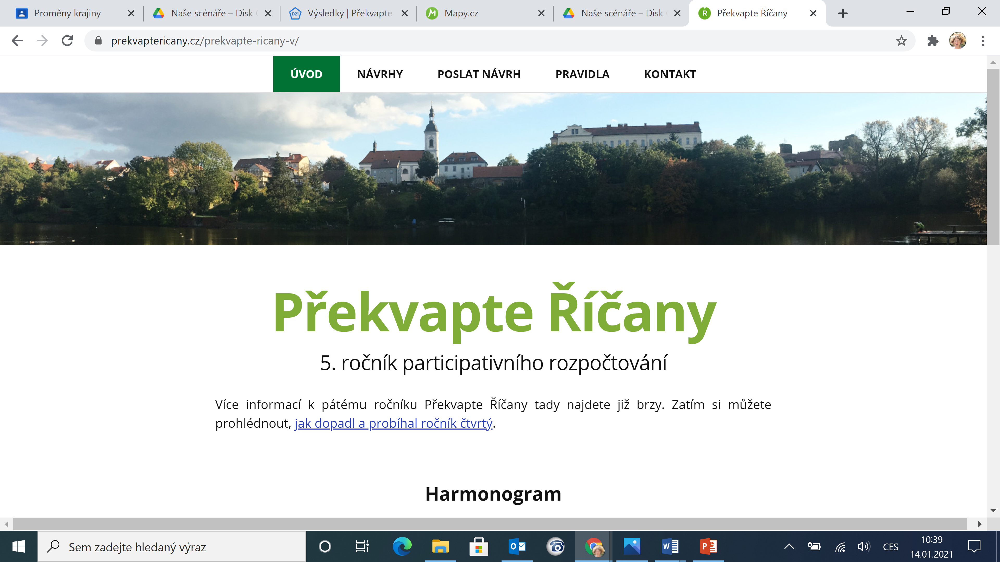 Proměny krajiny
Naše scénáře – Disk
Výsledky | Překvapte
Mapy.cz
Naše scénáře – Disk
Překvapte Říčany
prekvaptericany.cz/prekvapte-ricany-v/
ÚVOD
NÁVRHY
POSLAT NÁVRH
PRAVIDLA
KONTAKT
Překvapte Říčany
5. ročník participativního rozpočtování
Více informací k pátému ročníku Překvapte Říčany tady najdete již brzy. Zatím si můžete
prohlédnout, jak dopadl a probíhal ročník čtvrtý.
Harmonogram
Sem zadejte hledaný výraz
CES
10:39
14.01.2021